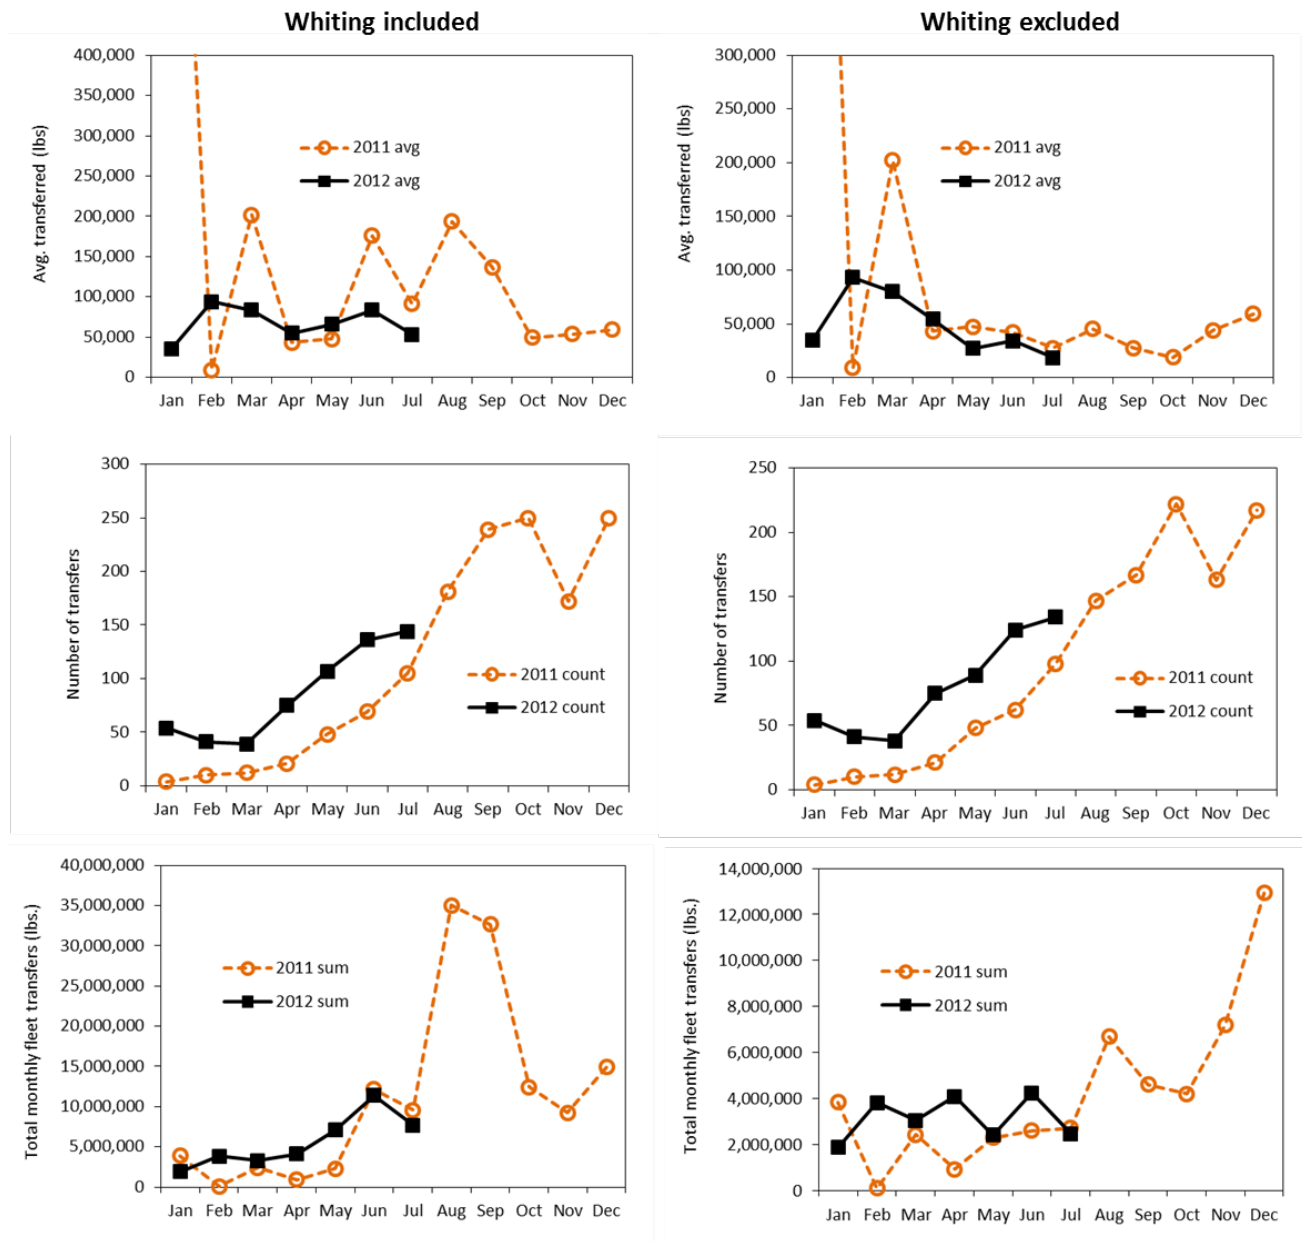 Whiting included
Whiting excluded
Avg. transferred (lbs)
400,000
350,000
300,000
250,000
200,000
150,000
100,000
50,000
0
2011 avg
2012 avg
Jan Feb Mar Apr May Jun Jul Aug Sep Oct Nov Dec
Avg. transferred (lbs)
300,000
250,000
200,000
150,000
100,000
50,000
0
2011 avg
2012 avg
Jan Feb Mar Apr May Jun Jul Aug Sep Oct Nov Dec
Number of transfers
300
250
200
150
100
50
0
2011 count
2012 count
Jan Feb Mar Apr May Jun Jul Aug Sep Oct Nov Dec
Number of transfers
250
200
150
100
50
0
2011 count
2012 count
Jan Feb Mar Apr May Jun Jul Aug Sep Oct Nov Dec
Total monthly fleet transfers (lbs.)
40,000,000
35,000,000
30,000,000
25,000,000
20,000,000
15,000,000
10,000,000
5,000,000
0
2011 sum
2012 sum
Jan Feb Mar Apr May Jun Jul Aug Sep Oct Nov Dec
Total monthly fleet transfers (lbs.)
14,000,000
12,000,000
10,000,000
8,000,000
6,000,000
4,000,000
2,000,000
0
2011 sum
2012 sum
Jan Feb Mar Apr May Jun Jul Aug Sep Oct Nov Dec